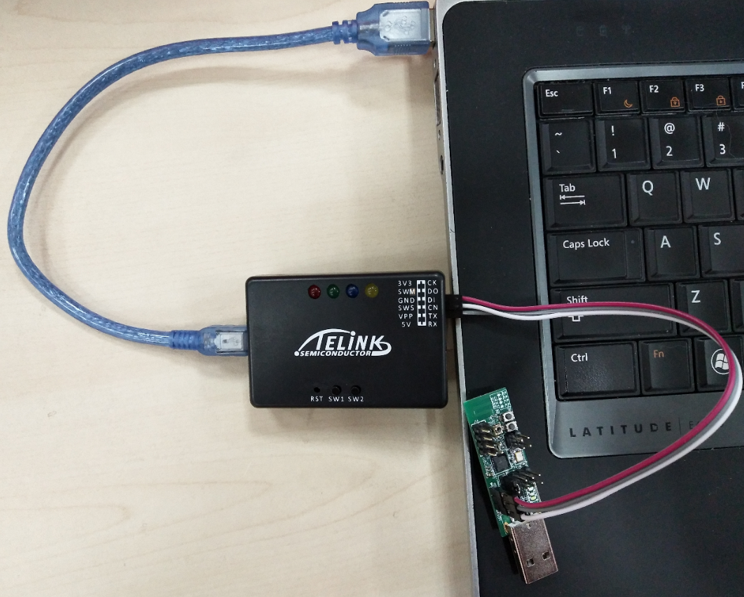 Esc
F1
F2
F3
~
`
!
1
@
2
#
3
Tab
Q
W
Caps Lock
A
S
Shift
Z
Ctrl
Fn
LATITUDE
3V3 CK
SWM DO
GND DI
SWS CN
VPP TX
5V RX
TELINK
SEMICONDUCTOR
RST SW1 SW2